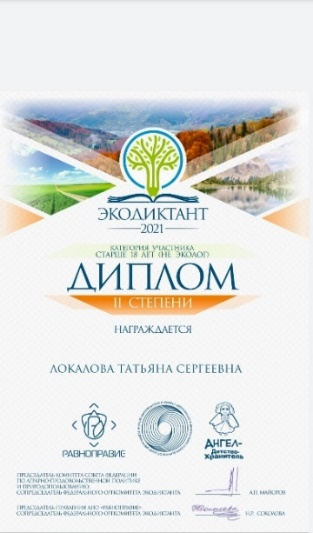 ЭКОДИКТАНТ
2021
КАТЕГОРИЯ УЧАСТНИКА
СТАРШЕ 18 ЛЕТ (НЕ ЭКОЛОГ)
ДИПЛОМ
II СТЕПЕНИ
НАГРАЖДАЕТСЯ
ЛОКАЛОВА ТАТЬЯНА СЕРГЕЕВНА
РАВНОПРАВИЕ
АНГЕЛ-
Детства-
Хранитель
ПРЕДСЕДАТЕЛЬ КОМИТЕТА СОВЕТА ФЕДЕРАЦИИ
ПО АГРАРНО-ПРОДОВОЛЬСТВЕННОЙ ПОЛИТИКЕ
И ПРИРОДОПОЛЬЗОВАНИЮ,
СОПРЕДСЕДАТЕЛЬ ФЕДЕРАЛЬНОГО ОРГКОМИТЕТА ЭКОДИКТАНТА
А.П. МАЙОРОВ
ПРЕДСЕДАТЕЛЬ ПРАВЛЕНИЯ АНО «РАВНОПРАВИЕ»
СОПРЕДСЕДАТЕЛЬ ФЕДЕРАЛЬНОГО ОРГКОМИТЕТА ЭКОДИКТАНТА
Н.Р. СОКОЛОВА